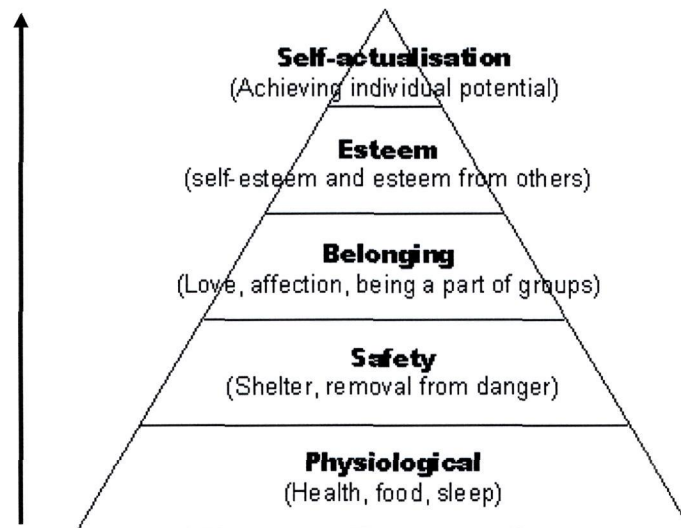 Self-actualisation
(Achieving individual potential)
Esteem
(self-esteem and esteem from others)
Belonging
(Love, affection, being a part of groups)
Safety
(Shelter, removal from danger)
Physiological
(Health, food, sleep)